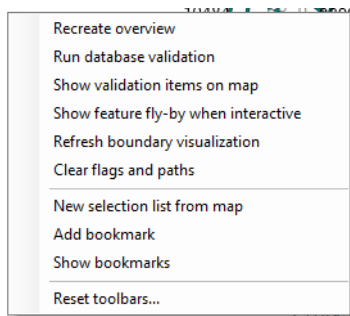 Recreate overview
Run database validation
Show validation items on map
Show feature fly-by when interactive
Refresh boundary visualization
Clear flags and paths
New selection list from map
Add bookmark
Show bookmarks
Reset toolbars...